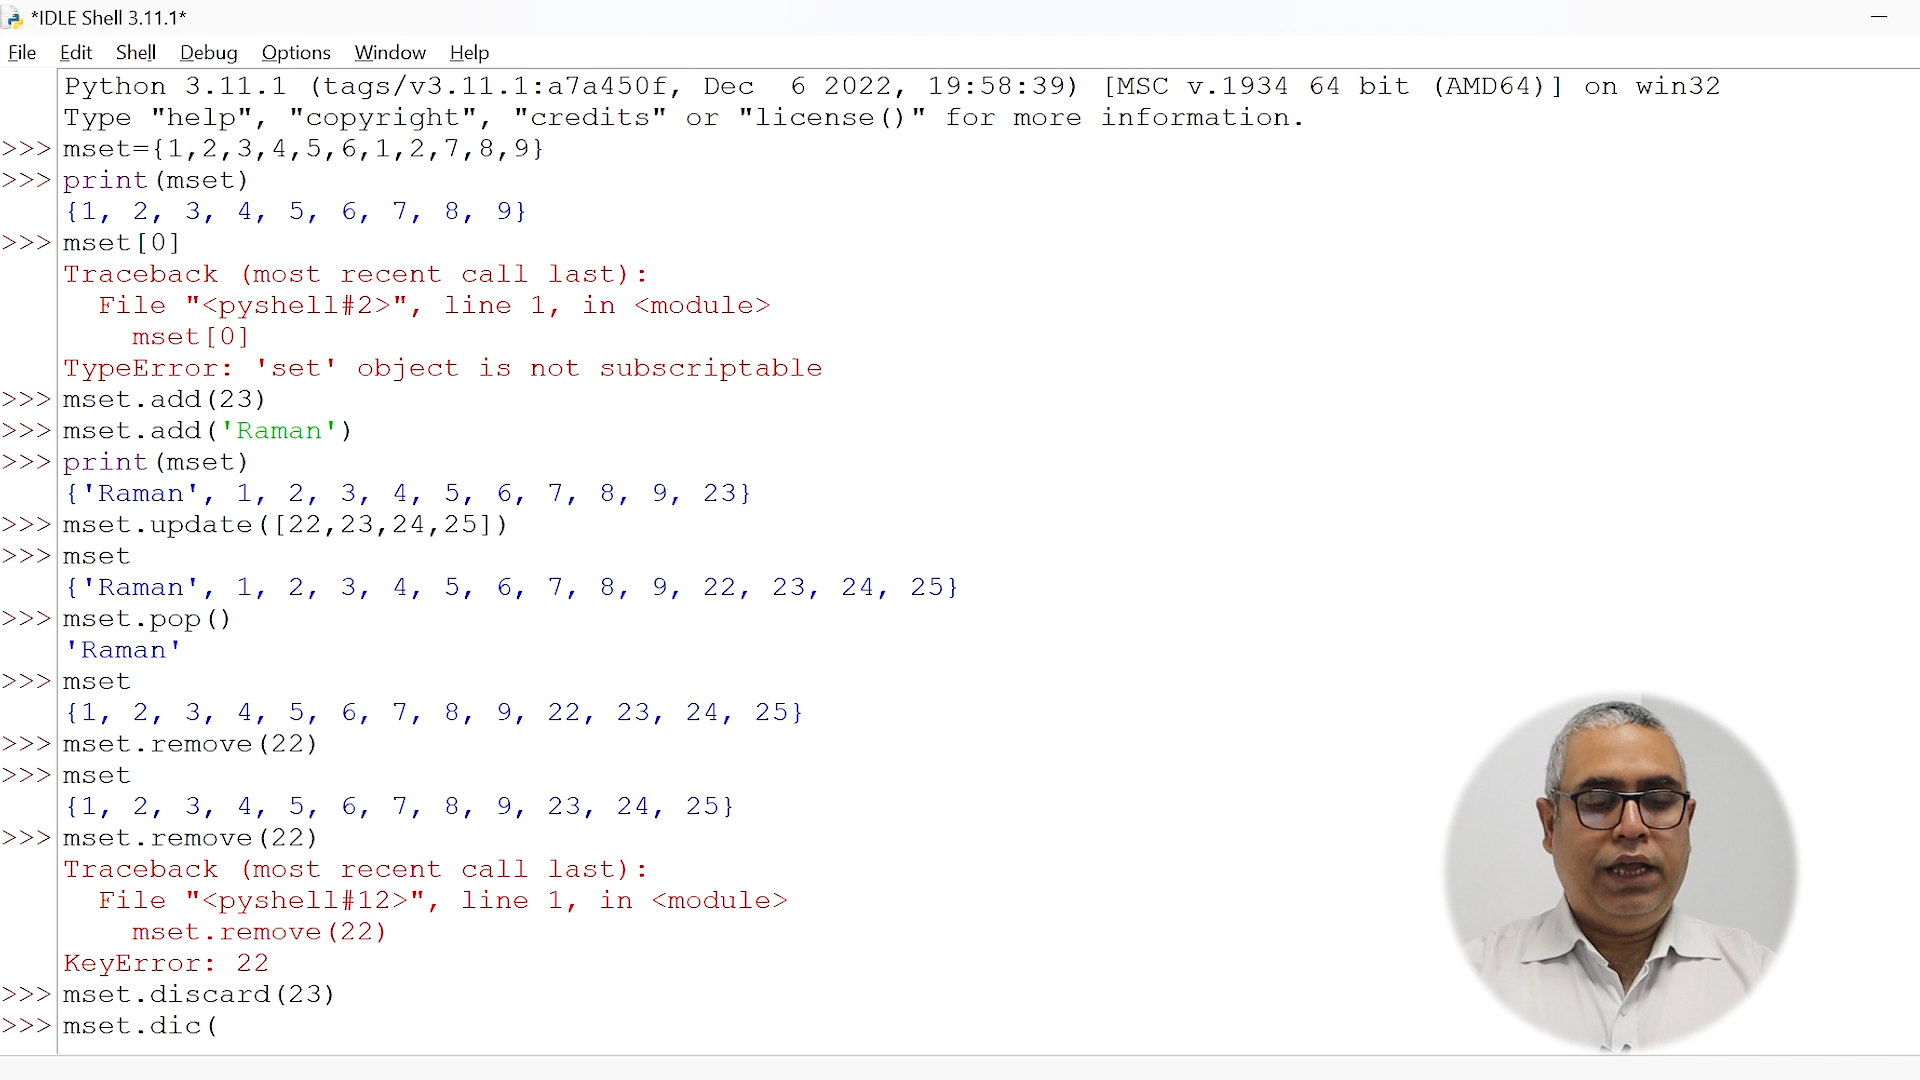 *IDLE Shell 3.11.1*
File Edit Shell Debug Options Window Help
Python 3.11.1 (tags/v3.11.1:a7a450f, Dec  6 2022, 19:58:39) [MSC v.1934 64 bit (AMD64)] on win32
Type "help", "copyright", "credits" or "license()" for more information.
>>> mset={1,2,3,4,5,6,1,2,7,8,9}
>>> print(mset)
{1, 2, 3, 4, 5, 6, 7, 8, 9}
>>> mset[0]
Traceback (most recent call last):
  File "<pyshell#2>", line 1, in <module>
    mset[0]
TypeError: 'set' object is not subscriptable
>>> mset.add(23)
>>> mset.add('Raman')
>>> print(mset)
{'Raman', 1, 2, 3, 4, 5, 6, 7, 8, 9, 23}
>>> mset.update([22,23,24,25])
>>> mset
{'Raman', 1, 2, 3, 4, 5, 6, 7, 8, 9, 22, 23, 24, 25}
>>> mset.pop()
'Raman'
>>> mset
{1, 2, 3, 4, 5, 6, 7, 8, 9, 22, 23, 24, 25}
>>> mset.remove(22)
>>> mset
{1, 2, 3, 4, 5, 6, 7, 8, 9, 23, 24, 25}
>>> mset.remove(22)
Traceback (most recent call last):
  File "<pyshell#12>", line 1, in <module>
    mset.remove(22)
KeyError: 22
>>> mset.discard(23)
>>> mset.dic(